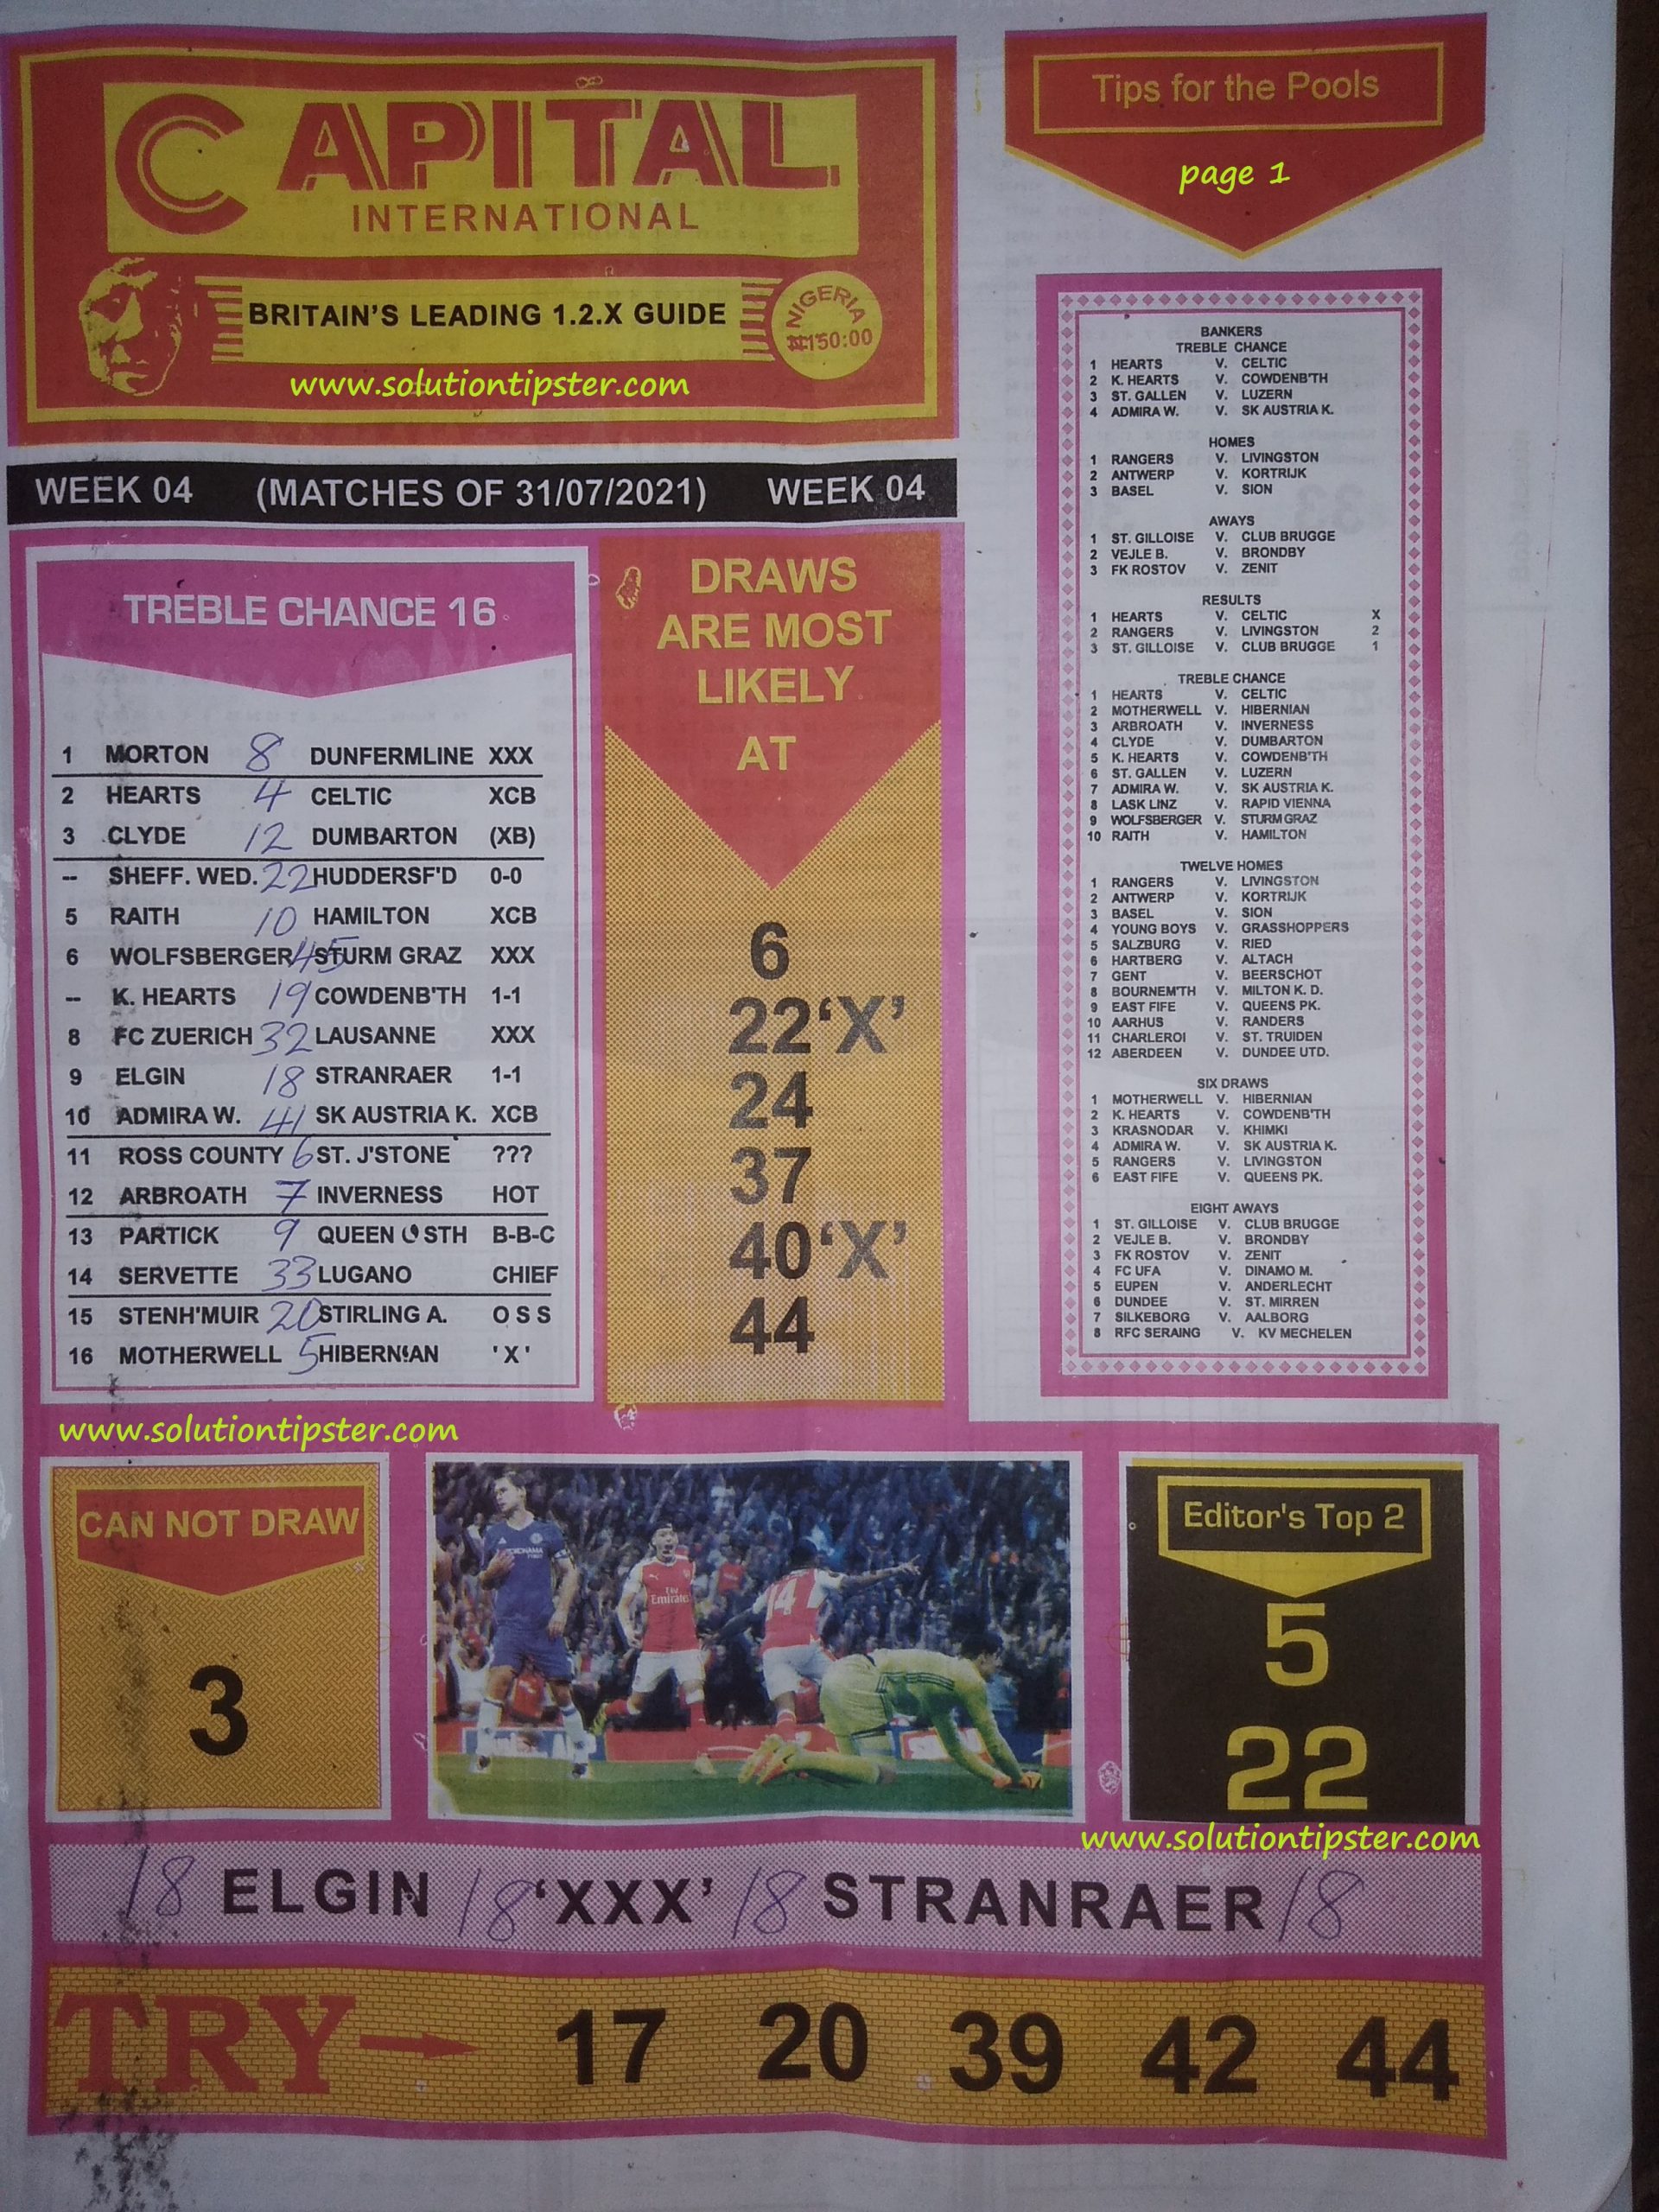 CAPITAL
INTERNATIONAL
BRITAIN'S LEADING 1.2.X GUIDE
NIGERIA
₦150:00
www.solutiontipster.com
Tips for the Pools
page 1
WEEK 04 (MATCHES OF 31/07/2021) WEEK 04
TREBLE CHANCE 16
1 MORTON 8 DUNFERMLINE XXX
2 HEARTS 4 CELTIC XCB
3 CLYDE 12 DUMBARTON (XB)
-- SHEFF. WED. 22 HUDDERSF'D 0-0
5 RAITH 10 HAMILTON XCB
6 WOLFSBERGER 45 STURM GRAZ XXX
-- K. HEARTS 19 COWDENB'TH 1-1
8 FC ZUERICH 32 LAUSANNE XXX
9 ELGIN 18 STRANRAER 1-1
10 ADMIRA W. 41 SK AUSTRIA K. XCB
11 ROSS COUNTY 6 ST. J'STONE ???
12 ARBROATH 7 INVERNESS HOT
13 PARTICK 9 QUEEN O STH B-B-C
14 SERVETTE 33 LUGANO CHIEF
15 STENH'MUIR 20 STIRLING A. O S S
16 MOTHERWELL 5 HIBERNIAN 'X'
DRAWS
ARE MOST
LIKELY
AT
6
22 'X'
24
37
40 'X'
44
BANKERS
TREBLE CHANCE
1 HEARTS V. CELTIC
2 K. HEARTS V. COWDENB'TH
3 ST. GALLEN V. LUZERN
4 ADMIRA W. V. SK AUSTRIA K.
HOMES
1 RANGERS V. LIVINGSTON
2 ANTWERP V. KORTRIJK
3 BASEL V. SION
AWAYS
1 ST. GILLOISE V. CLUB BRUGGE
2 VEJLE B. V. BRONDBY
3 FK ROSTOV V. ZENIT
RESULTS
1 HEARTS V. CELTIC X
2 RANGERS V. LIVINGSTON 2
3 ST. GILLOISE V. CLUB BRUGGE 1
TREBLE CHANCE
1 HEARTS V. CELTIC
2 MOTHERWELL V. HIBERNIAN
3 ARBROATH V. INVERNESS
4 CLYDE V. DUMBARTON
5 K. HEARTS V. COWDENB'TH
6 ST. GALLEN V. LUZERN
7 ADMIRA W. V. SK AUSTRIA K.
8 LASK LINZ V. RAPID VIENNA
9 WOLFSBERGER V. STURM GRAZ
10 RAITH V. HAMILTON
TWELVE HOMES
1 RANGERS V. LIVINGSTON
2 ANTWERP V. KORTRIJK
3 BASEL V. SION
4 YOUNG BOYS V. GRASSHOPPERS
5 SALZBURG V. RIED
6 HARTBERG V. ALTACH
7 GENT V. BEERSCHOT
8 BOURNEM'TH V. MILTON K. D.
9 EAST FIFE V. QUEENS PK.
10 AARHUS V. RANDERS
11 CHARLEROI V. ST. TRUIDEN
12 ABERDEEN V. DUNDEE UTD.
SIX DRAWS
1 MOTHERWELL V. HIBERNIAN
2 K. HEARTS V. COWDENB'TH
3 KRASNODAR V. KHIMKI
4 ADMIRA W. V. SK AUSTRIA K.
5 RANGERS V. LIVINGSTON
6 EAST FIFE V. QUEENS PK.
EIGHT AWAYS
1 ST. GILLOISE V. CLUB BRUGGE
2 VEJLE B. V. BRONDBY
3 FK ROSTOV V. ZENIT
4 FC UFA V. DINAMO M.
5 EUPEN V. ANDERLECHT
6 DUNDEE V. ST. MIRREN
7 SILKEBORG V. AALBORG
8 RFC SERAING V. KV MECHELEN
www.solutiontipster.com
CAN NOT DRAW
3
YOKOHAMA
Fly
Emirates
14
Editor's Top 2
5
22
www.solutiontipster.com
18 ELGIN 18 'XXX' 18 STRANRAER 18
TRY 17 20 39 42 44